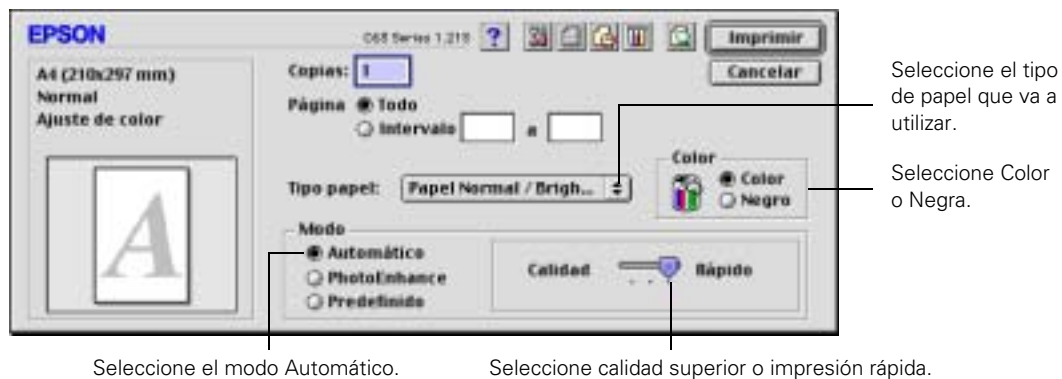 EPSON
C68 Series 1.21S
Imprimir
A4 (210x297 mm)
Normal
Ajuste de color
Copias: 1
Cancelar
Página
Todo
Intervalo a
Tipo papel: Papel Normal / Brigh...
Color
Color
Negro
Modo
Automático
PhotoEnhance
Predefinido
Calidad Rápido
Seleccione el tipo
de papel que va a
utilizar.
Seleccione Color
o Negra.
Seleccione el modo Automático.
Seleccione calidad superior o impresión rápida.